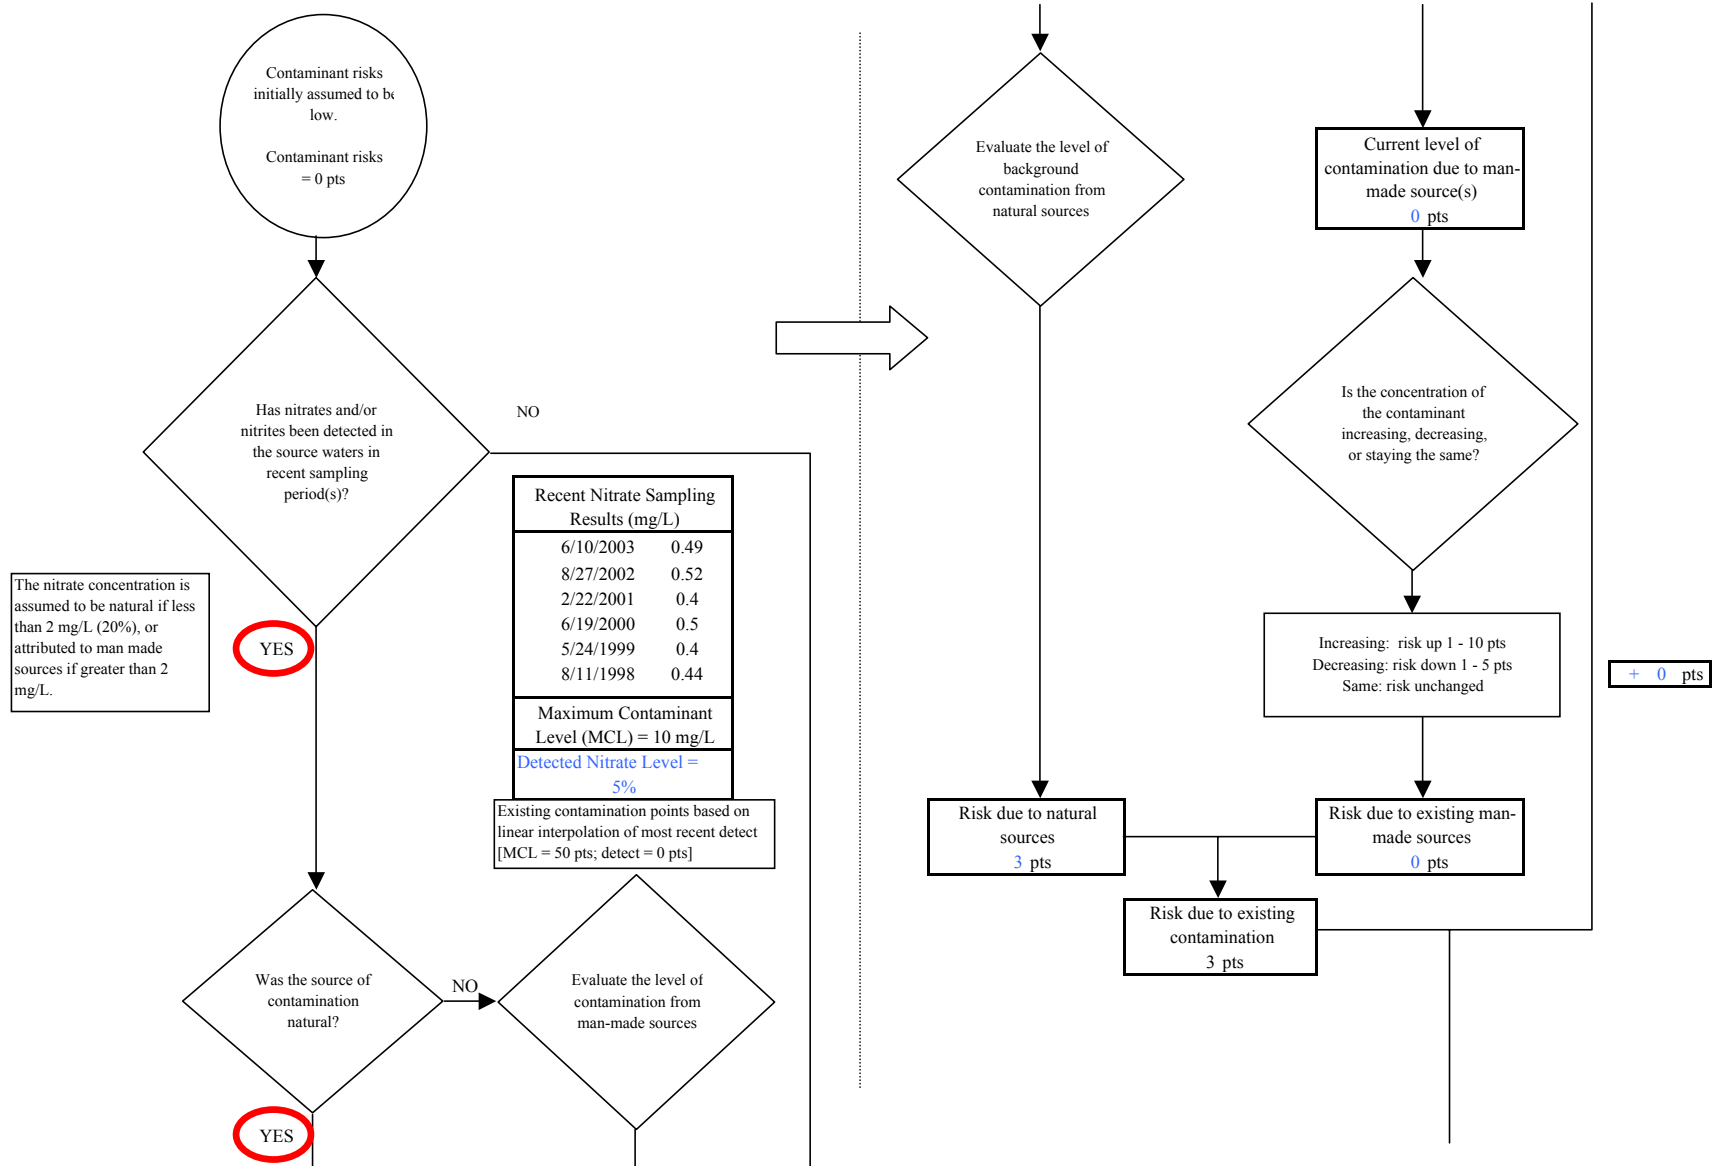 Contaminant risks
initially assumed to be
low.
Contaminant risks
= 0 pts
Has nitrates and/or
nitrites been detected in
the source waters in
recent sampling
period(s)?
NO
The nitrate concentration is
assumed to be natural if less
than 2 mg/L (20%), or
attributed to man made
sources if greater than 2
mg/L.
YES
Recent Nitrate Sampling
Results (mg/L)
6/10/2003 0.49
8/27/2002 0.52
2/22/2001 0.4
6/19/2000 0.5
5/24/1999 0.4
8/11/1998 0.44
Maximum Contaminant
Level (MCL) = 10 mg/L
Detected Nitrate Level =
5%
Existing contamination points based on
linear interpolation of most recent detect
[MCL = 50 pts; detect = 0 pts]
Was the source of
contamination
natural?
NO
Evaluate the level of
contamination from
man-made sources
YES
Evaluate the level of
background
contamination from
natural sources
Current level of
contamination due to man-
made source(s)
0 pts
Is the concentration of
the contaminant
increasing, decreasing,
or staying the same?
Increasing: risk up 1 - 10 pts
Decreasing: risk down 1 - 5 pts
Same: risk unchanged
+ 0 pts
Risk due to natural
sources
3 pts
Risk due to existing man-
made sources
0 pts
Risk due to existing
contamination
3 pts